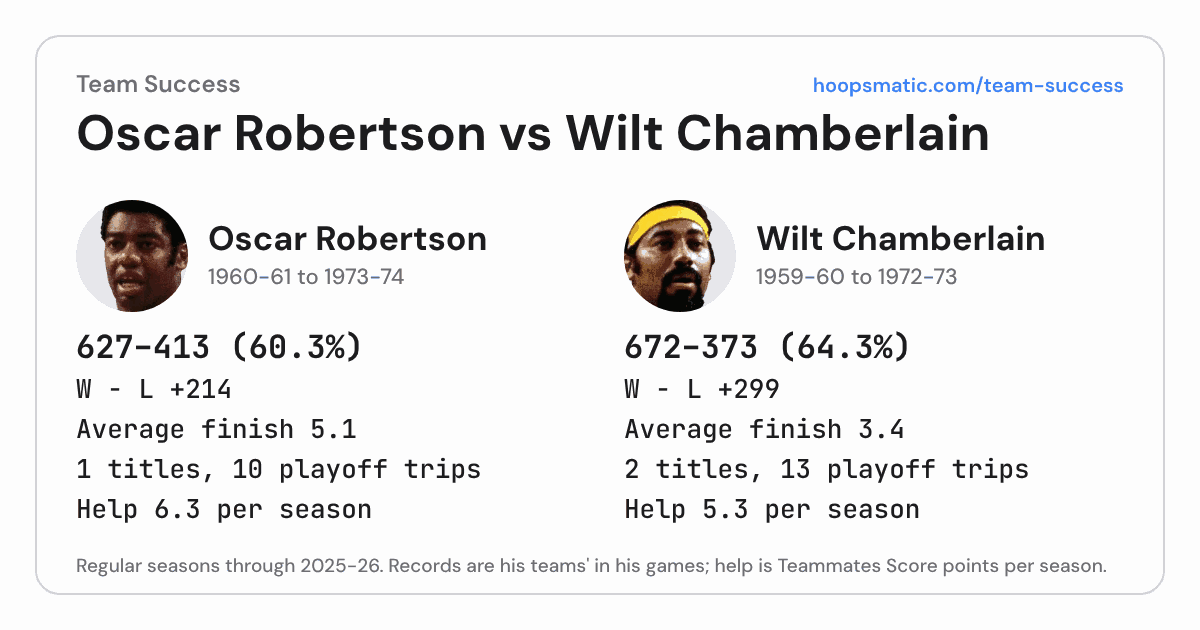 Team Success
hoopsmatic.com/team-success
Oscar Robertson vs Wilt Chamberlain
Oscar Robertson
1960–61 to 1973–74
627–413 (60.3%)
W - L +214
Average finish 5.1
1 titles, 10 playoff trips
Help 6.3 per season
Wilt Chamberlain
1959–60 to 1972–73
672–373 (64.3%)
W - L +299
Average finish 3.4
2 titles, 13 playoff trips
Help 5.3 per season
Regular seasons through 2025–26. Records are his teams' in his games; help is Teammates Score points per season.